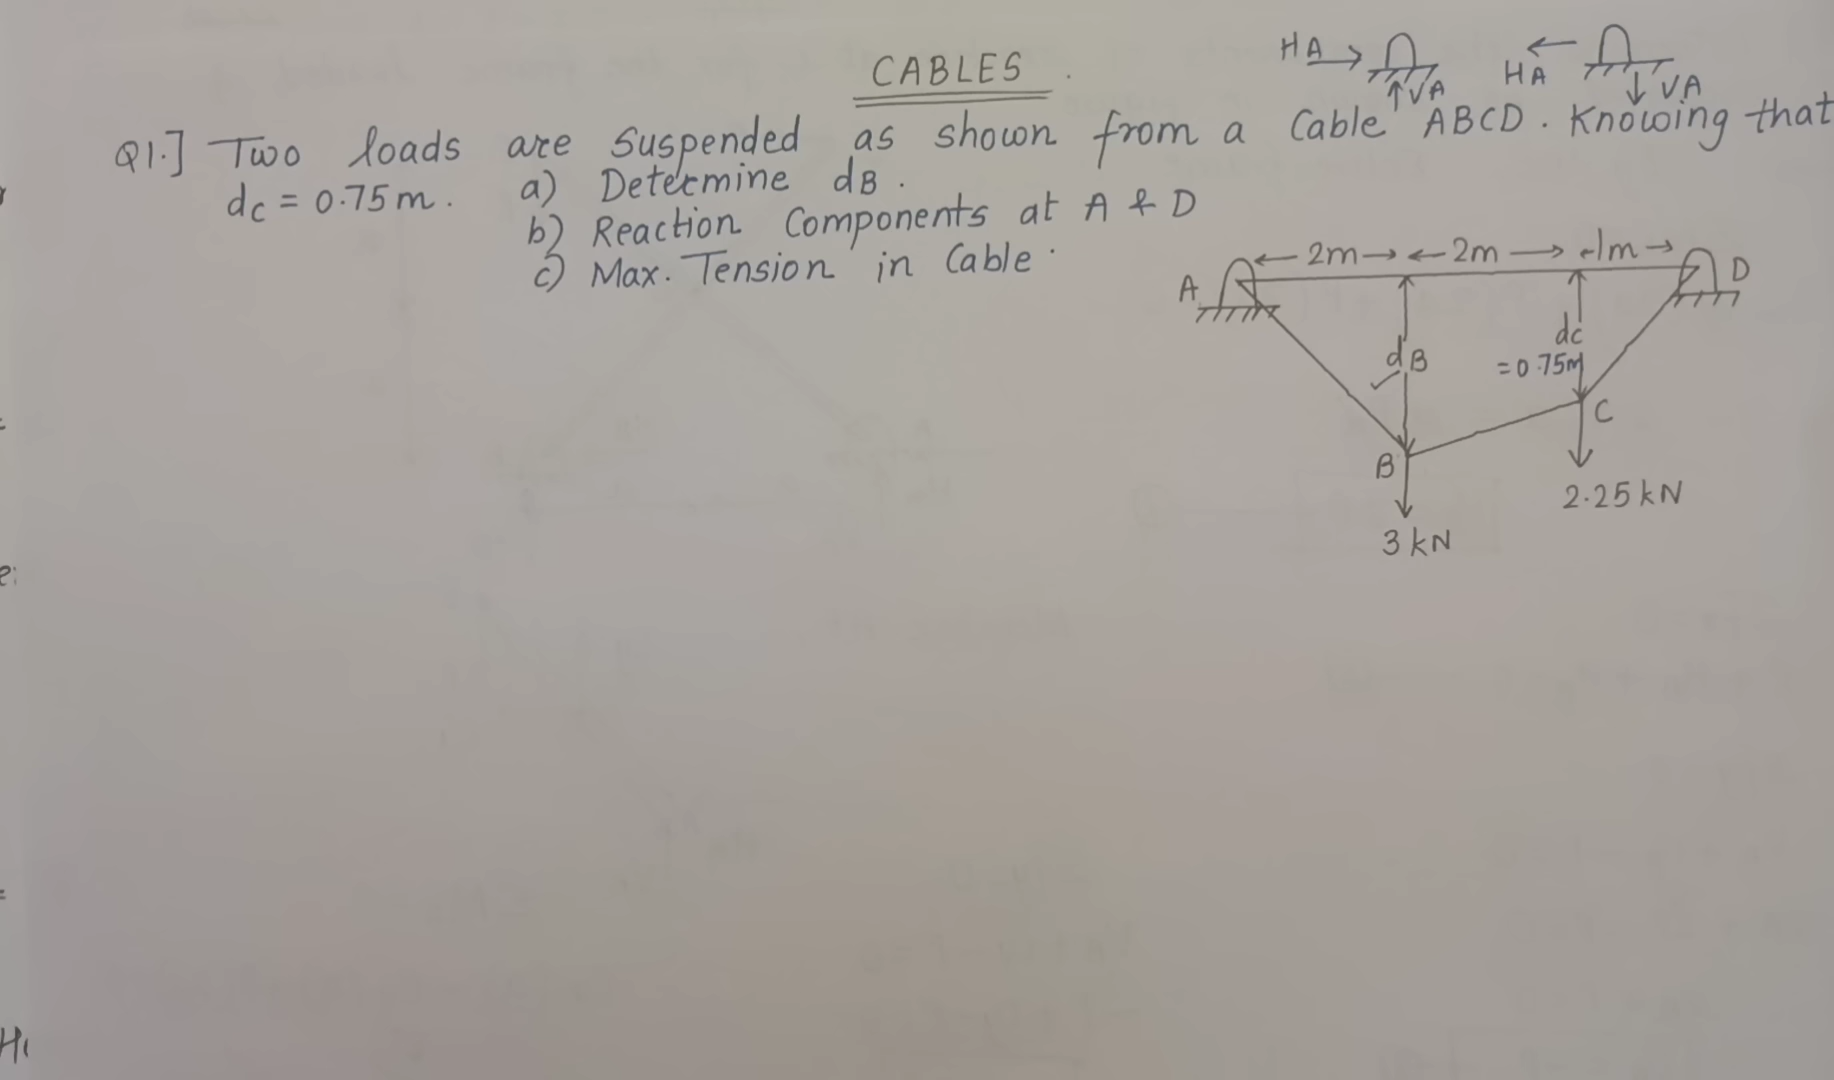 CABLES.
HA VA HA VA
Q1.] Two loads are suspended as shown from a Cable ABCD. Knowing that
dc = 0.75m. a) Determine dB.
b) Reaction Components at A & D
c) Max. Tension in Cable.
2m 2m 1m
A D
dB
dc
= 0.75m
C
B
2.25 kN
3 kN
e:
=